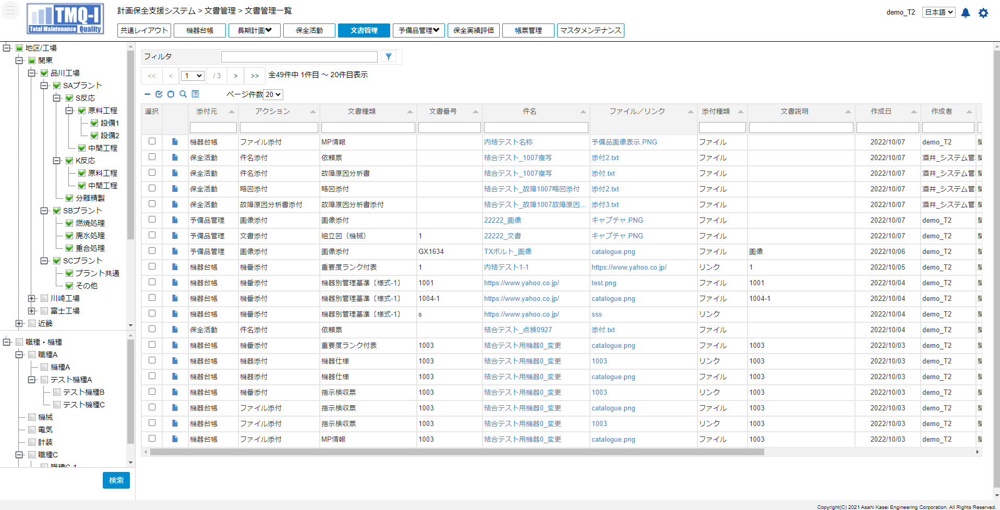 TMQ-I
Total Maintenance Quality
計画保全支援システム > 文書管理 > 文書管理一覧
demo_T2 日本語
共通レイアウト 機器台帳 長期計画 保全活動 文書管理 予備品管理 保全実績評価 帳票管理 マスタメンテナンス
地区/工場
関東
品川工場
SAプラント
S反応
原料工程
設備1
設備2
中間工程
K反応
原料工程
中間工程
分離精製
SBプラント
燃焼処理
廃水処理
重合処理
SCプラント
プラント共通
その他
川崎工場
富士工場
近畿
職種・機種
職種A
機種A
テスト機種A
テスト機種B
テスト機種C
機械
電気
計装
職種C
職種C-1
検索
フィルタ
<< < 1 / 3 > >> 全49件中 1件目 ～ 20件目表示
ページ件数 20
選択 添付元 アクション 文書種類 文書番号 件名 ファイル／リンク 添付種類 文書説明 作成日 作成者
機器台帳 ファイル添付 MP情報 内結テスト名称 予備品画像表示.PNG ファイル 2022/10/07 demo_T2
保全活動 件名添付 依頼票 結合テスト_1007複写 添付2.txt ファイル 2022/10/07 酒井_システム管
保全活動 件名添付 故障原因分析書 結合テスト_1007複写 添付.txt ファイル 2022/10/07 酒井_システム管
保全活動 略図添付 略図添付 結合テスト_故障1007略図添付 添付2.txt ファイル 2022/10/07 酒井_システム管
保全活動 故障原因分析書添付 故障原因分析書添付 結合テスト_故障1007故障原因... 添付3.txt ファイル 2022/10/07 酒井_システム管
予備品管理 画像添付 画像添付 22222_画像 キャプチャ.PNG ファイル 2022/10/07 demo_T2
予備品管理 文書添付 組立図（機械） 1 22222_文書 キャプチャ.PNG ファイル 2022/10/07 demo_T2
予備品管理 画像添付 画像添付 GX1634 TXボルト_画像 catalogue.png ファイル 画像 2022/10/06 demo_T2
機器台帳 機番添付 重要度ランク付表 1 内結テスト1-1 https://www.yahoo.co.jp/ リンク 1 2022/10/05 demo_T2
機器台帳 機番添付 機器別管理基準〔様式-1〕 1001 https://www.yahoo.co.jp/ test.png ファイル 1001 2022/10/04 demo_T2
機器台帳 機番添付 機器別管理基準〔様式-1〕 1004-1 https://www.yahoo.co.jp/ catalogue.png ファイル 1004-1 2022/10/04 demo_T2
機器台帳 機番添付 機器別管理基準〔様式-1〕 s https://www.yahoo.co.jp/ sss リンク 2022/10/04 demo_T2
保全活動 件名添付 依頼票 結合テスト_点検0927 添付.txt ファイル 2022/10/04 demo_T2
機器台帳 機番添付 重要度ランク付表 1003 結合テスト用機器0_変更 catalogue.png ファイル 1003 2022/10/03 demo_T2
機器台帳 機器添付 機器仕様 1003 結合テスト用機器0_変更 1003 リンク 1003 2022/10/03 demo_T2
機器台帳 機器添付 機器仕様 1003 結合テスト用機器0_変更 catalogue.png ファイル 1003 2022/10/03 demo_T2
機器台帳 機番添付 指示検収票 1003 結合テスト用機器0_変更 1003 リンク 1003 2022/10/03 demo_T2
機器台帳 ファイル添付 指示検収票 1003 結合テスト用機器0_変更 catalogue.png ファイル 1003 2022/10/03 demo_T2
機器台帳 ファイル添付 指示検収票 1003 結合テスト用機器0_変更 1003 リンク 1003 2022/10/03 demo_T2
機器台帳 ファイル添付 MP情報 1003 結合テスト用機器0_変更 catalogue.png ファイル 1003 2022/10/03 demo_T2
Copyright(C) 2021 Asahi Kasei Engineering Corporation. All Rights Reserved.